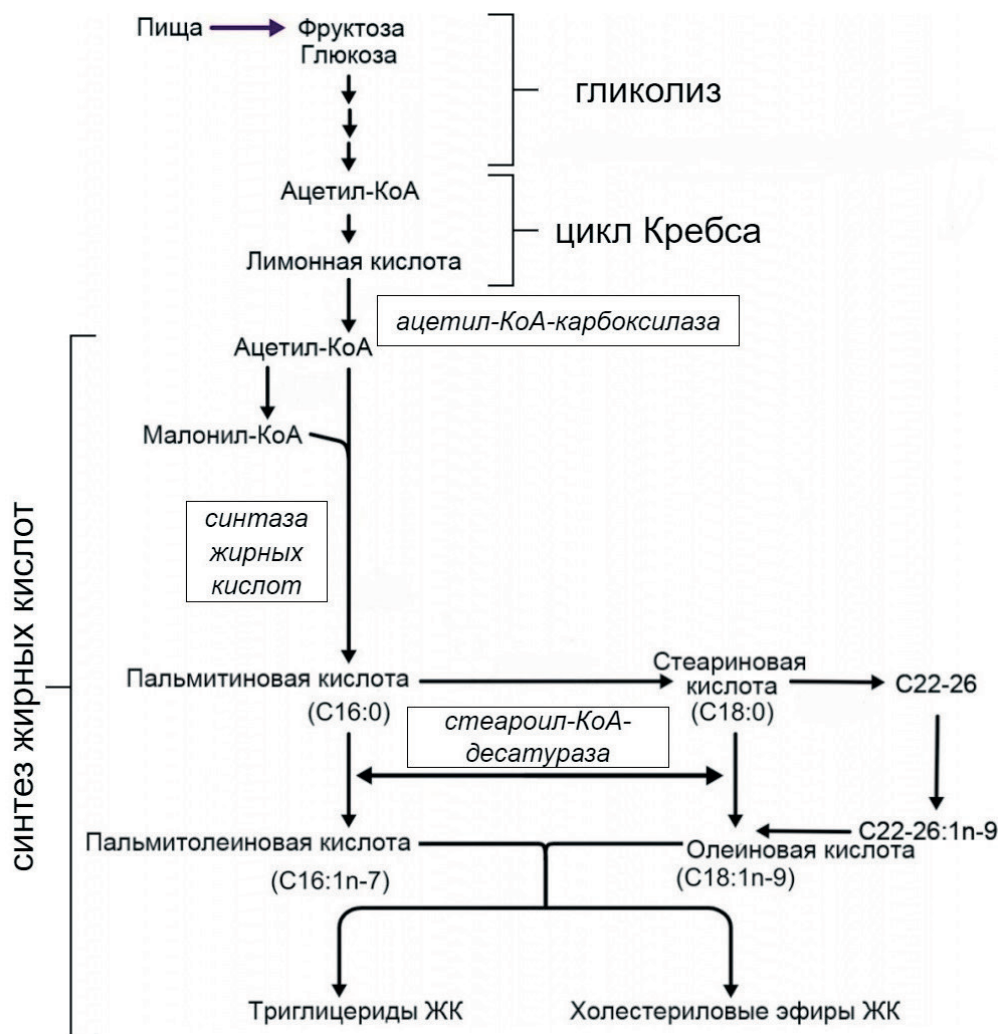 Пища
Фруктоза
Глюкоза
гликолиз
Ацетил-КоА
цикл Кребса
Лимонная кислота
ацетил-КоА-карбоксилаза
Ацетил-КоА
Малонил-КоА
синтаза
жирных
кислот
синтез жирных кислот
Пальмитиновая кислота
(C16:0)
Стеариновая
кислота
(C18:0)
C22-26
стеароил-КоА-
десатураза
Пальмитолеиновая кислота
(C16:1n-7)
C22-26:1n-9
Олеиновая кислота
(C18:1n-9)
Триглицериды ЖК
Холестериловые эфиры ЖК